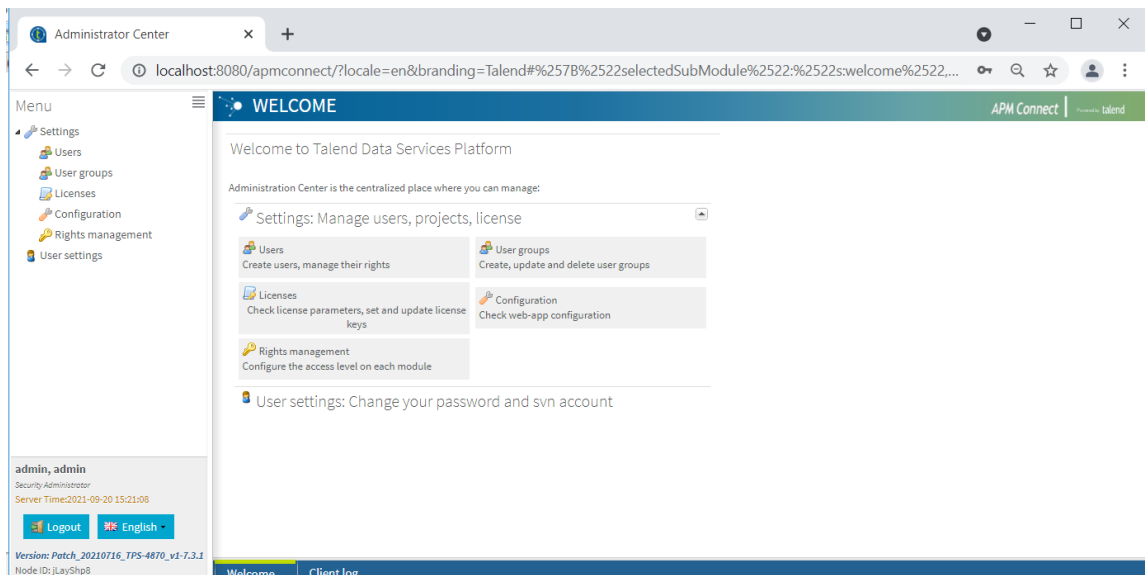 Administrator Center
localhost:8080/apmconnect/?locale=en&branding=Talend#%257B%2522selectedSubModule%2522:%2522s:welcome%2522,...
Menu
Settings
Users
User groups
Licenses
Configuration
Rights management
User settings
WELCOME
APM Connect
talend
Welcome to Talend Data Services Platform
Administration Center is the centralized place where you can manage:
Settings: Manage users, projects, license
Users
Create users, manage their rights
User groups
Create, update and delete user groups
Licenses
Check license parameters, set and update license
keys
Configuration
Check web-app configuration
Rights management
Configure the access level on each module
User settings: Change your password and svn account
admin, admin
Security Administrator
Server Time:2021-09-20 15:21:08
Logout
English
Version: Patch_20210716_TPS-4870_v1-7.3.1
Node ID: jLayShp8
Welcome
Client log